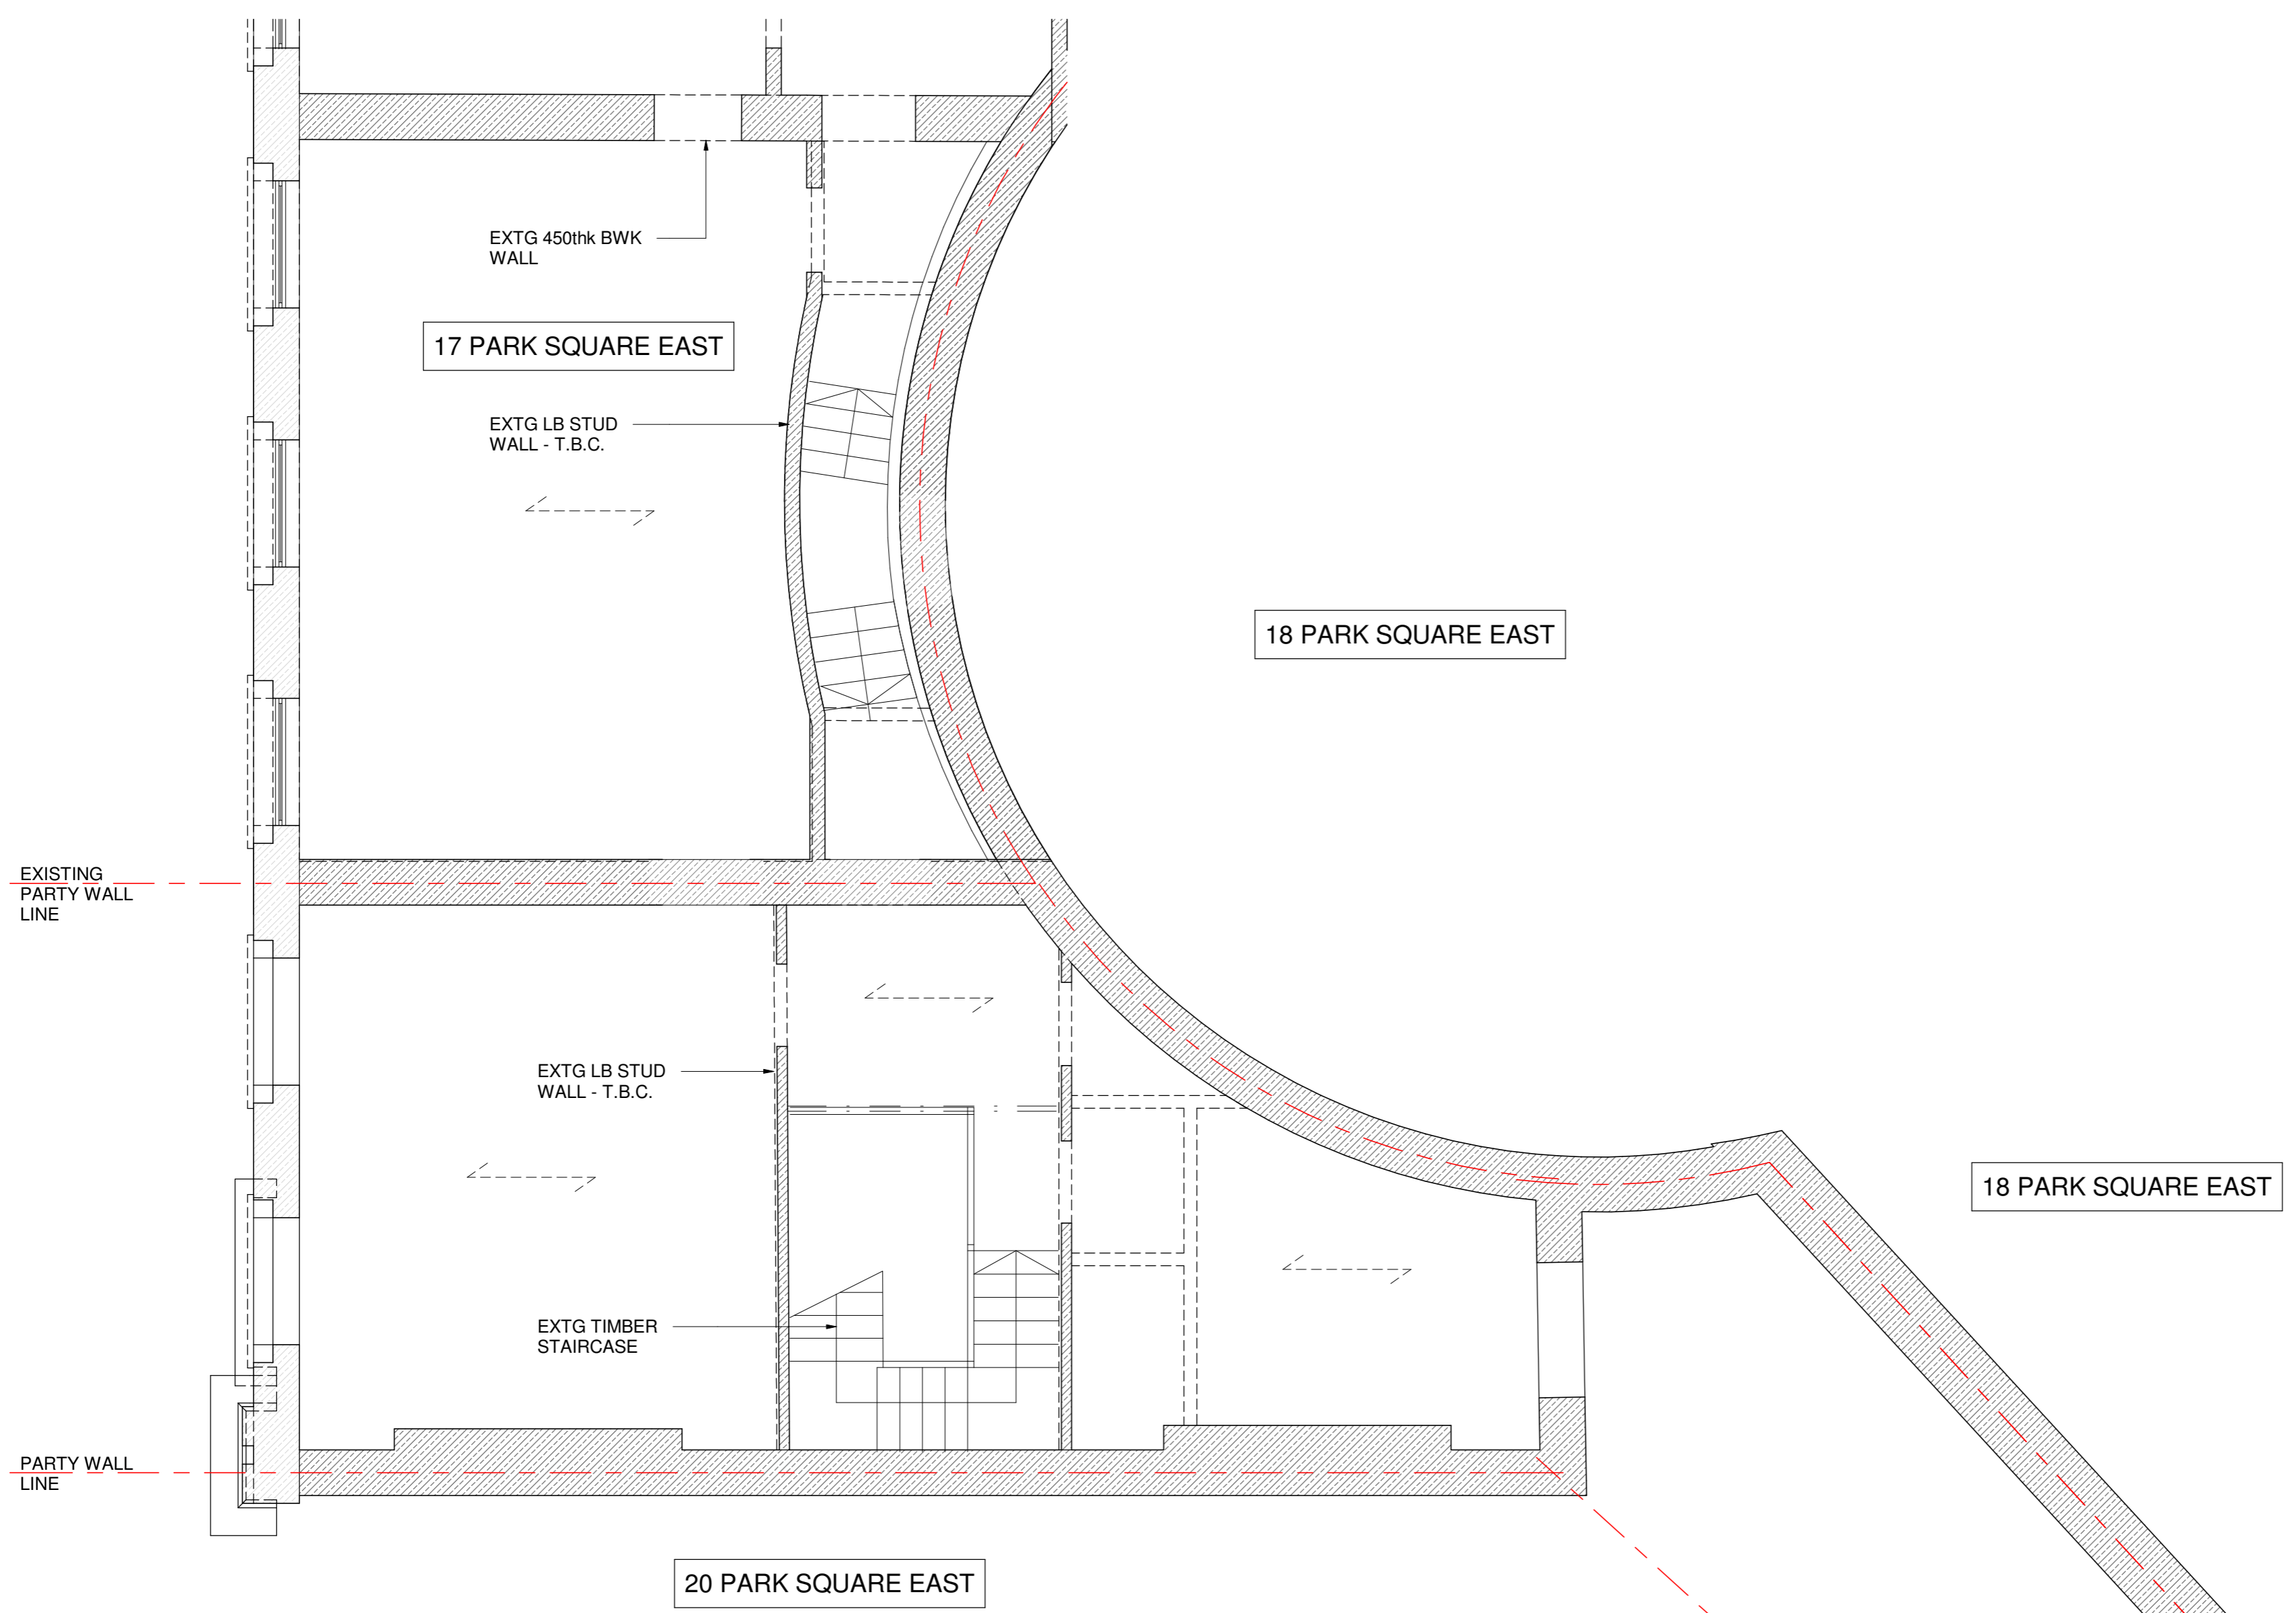 EXTG 450thk BWK
WALL
17 PARK SQUARE EAST
EXTG LB STUD
WALL - T.B.C.
18 PARK SQUARE EAST
EXISTING
PARTY WALL
LINE
EXTG LB STUD
WALL - T.B.C.
18 PARK SQUARE EAST
EXTG TIMBER
STAIRCASE
PARTY WALL
LINE
20 PARK SQUARE EAST